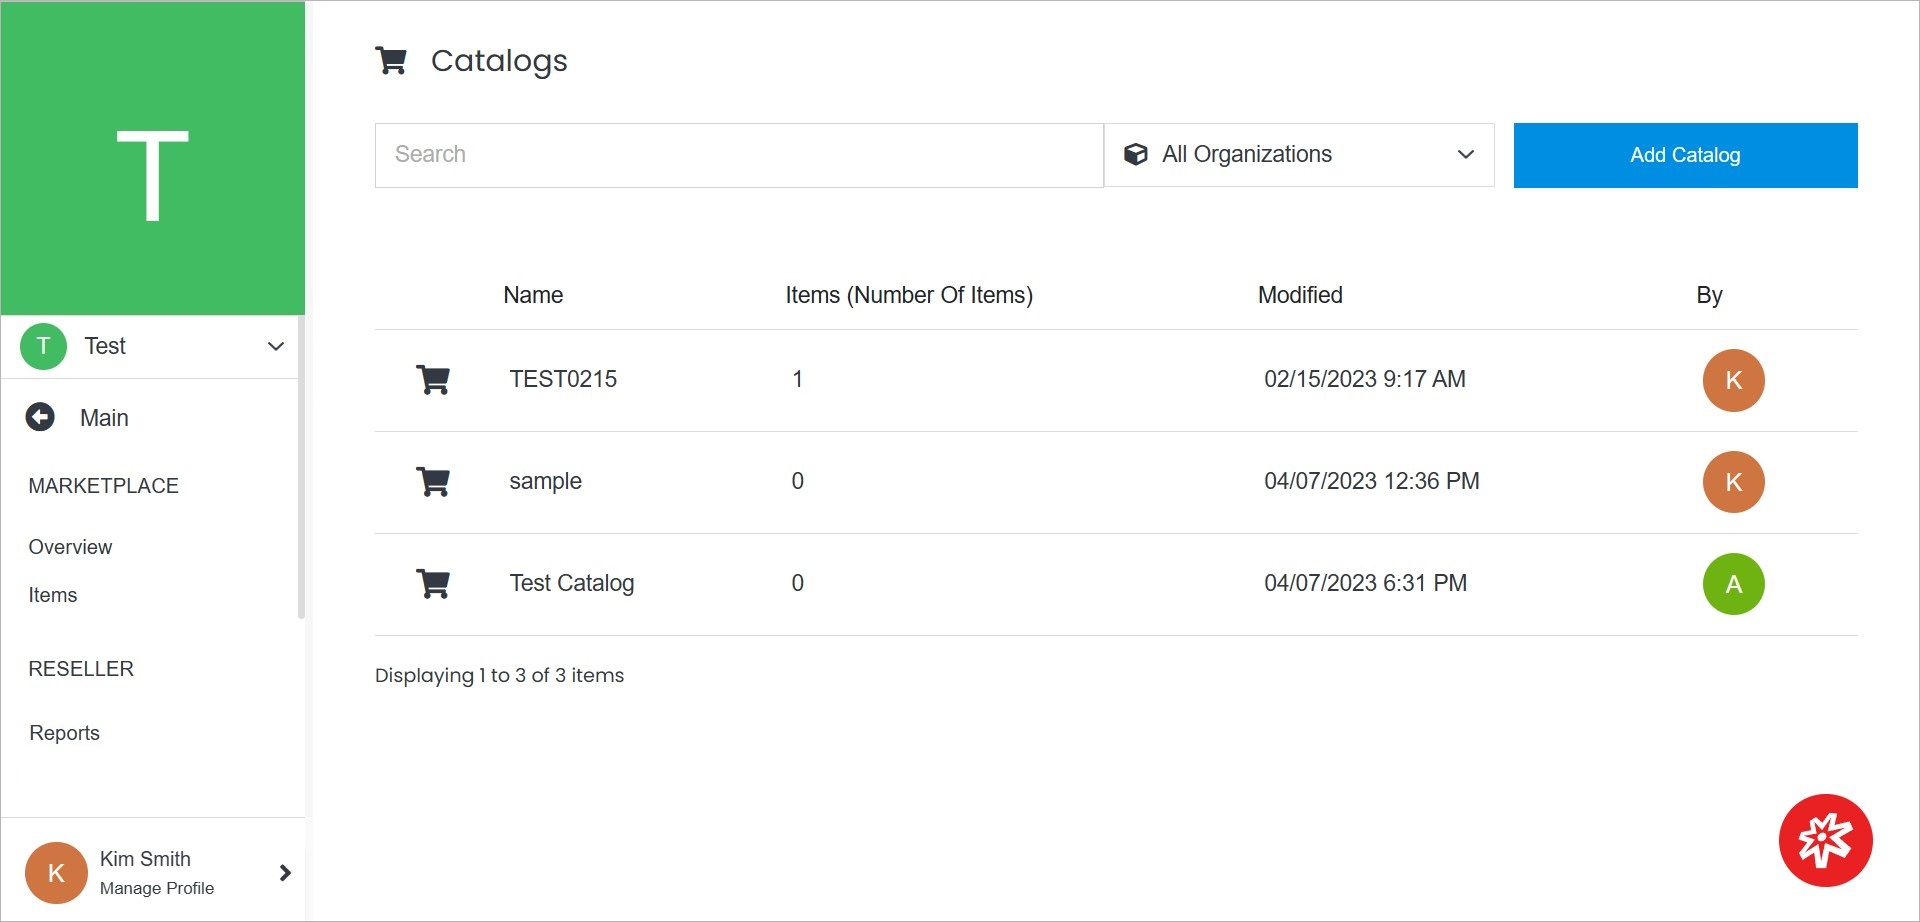 T
T Test
Main
MARKETPLACE
Overview
Items
RESELLER
Reports
K Kim Smith
Manage Profile
Catalogs
Search All Organizations Add Catalog
Name Items (Number Of Items) Modified By
TEST0215 1 02/15/2023 9:17 AM K
sample 0 04/07/2023 12:36 PM K
Test Catalog 0 04/07/2023 6:31 PM A
Displaying 1 to 3 of 3 items